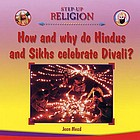 STEP-UP
RELIGION
How and why do Hindus
and Sikhs celebrate Divali?
Jean Mead